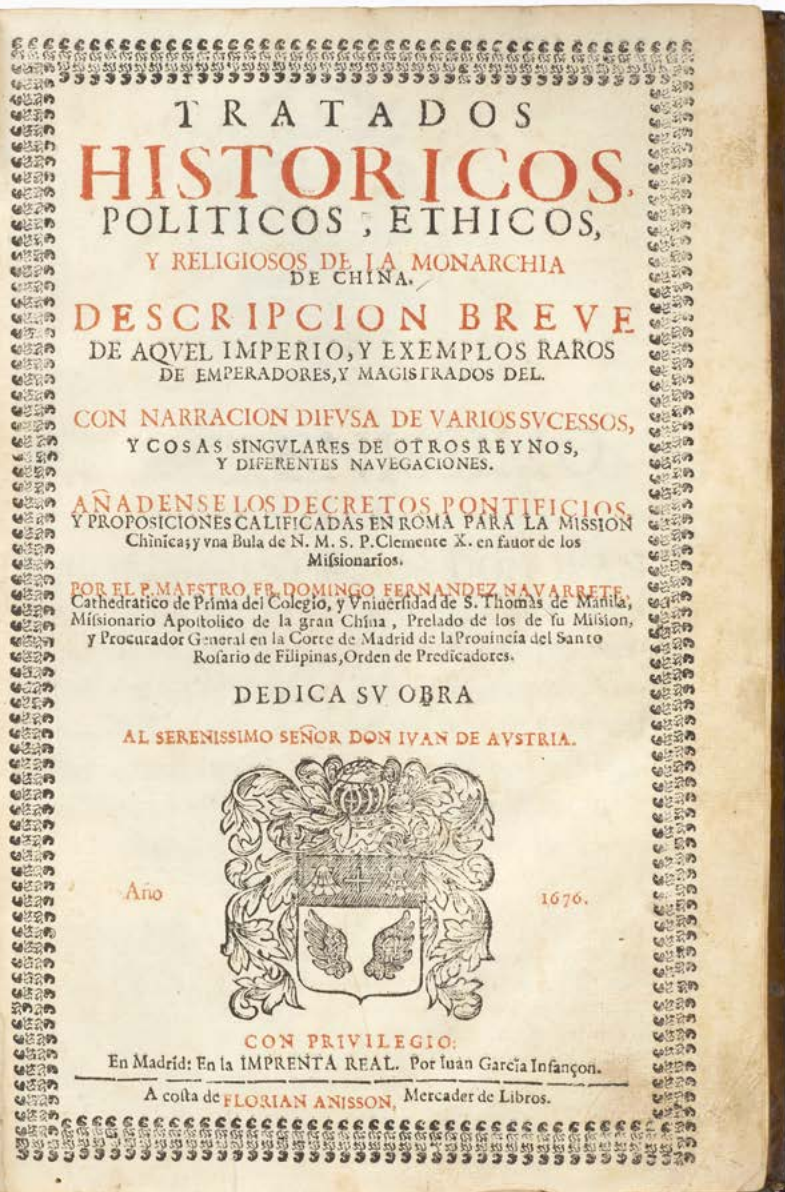 TRATADOS
HISTORICOS,
POLITICOS, ETHICOS,
Y RELIGIOSOS DE LA MONARCHIA
DE CHINA.
DESCRIPCION BREVE
DE AQVEL IMPERIO, Y EXEMPLOS RAROS
DE EMPERADORES, Y MAGISTRADOS DEL.
CON NARRACION DIFVSA DE VARIOS SVCESSOS,
Y COSAS SINGVLARES DE OTROS REYNOS,
Y DIFERENTES NAVEGACIONES.
AÑADENSE LOS DECRETOS PONTIFICIOS,
Y PROPOSICIONES CALIFICADAS EN ROMA PARA LA MISSION
Chinica; y vna Bula de N. M. S. P. Clemente X. en fauor de los
Miſsionarios.
POR EL P. MAESTRO FR. DOMINGO FERNANDEZ NAVARRETE,
Cathedratico de Prima del Colegio, y Vniuerſidad de S. Thomàs de Manila,
Miſsionario Apoſtolico de la gran China, Prelado de los de ſu Miſsion,
y Procurador General en la Corte de Madrid de la Prouincia del Santo
Roſario de Filipinas, Orden de Predicadores.
DEDICA SV OBRA
AL SERENISSIMO SEÑOR DON IVAN DE AVSTRIA.
Año 1676.
CON PRIVILEGIO:
En Madrid: En la IMPRENTA REAL. Por Iuan Garcia Infançon.
A coſta de FLORIAN ANISSON, Mercader de Libros.